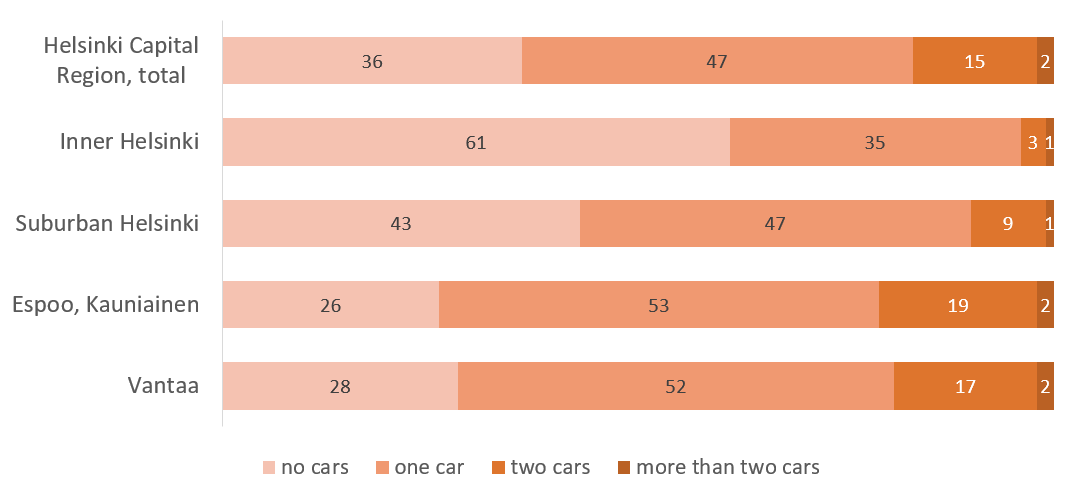 Helsinki Capital
Region, total
36 47 15 2
Inner Helsinki
61 35 3 1
Suburban Helsinki
43 47 9 1
Espoo, Kauniainen
26 53 19 2
Vantaa
28 52 17 2
no cars one car two cars more than two cars